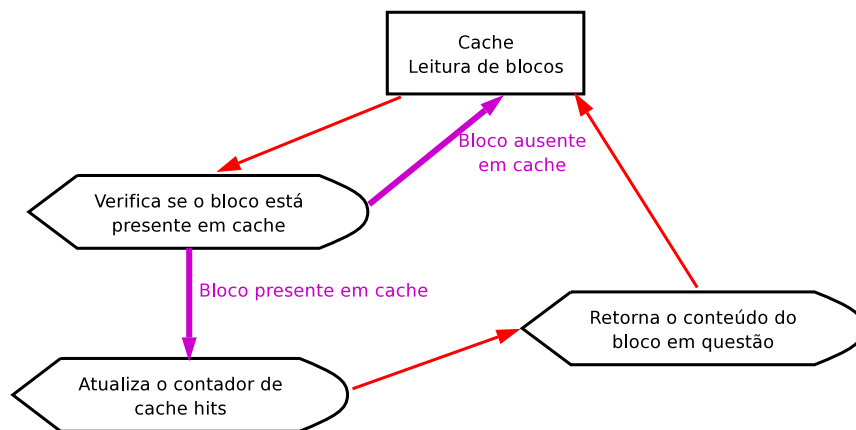 Cache
Leitura de blocos
Bloco ausente
em cache
Verifica se o bloco está
presente em cache
Bloco presente em cache
Retorna o conteúdo do
bloco em questão
Atualiza o contador de
cache hits